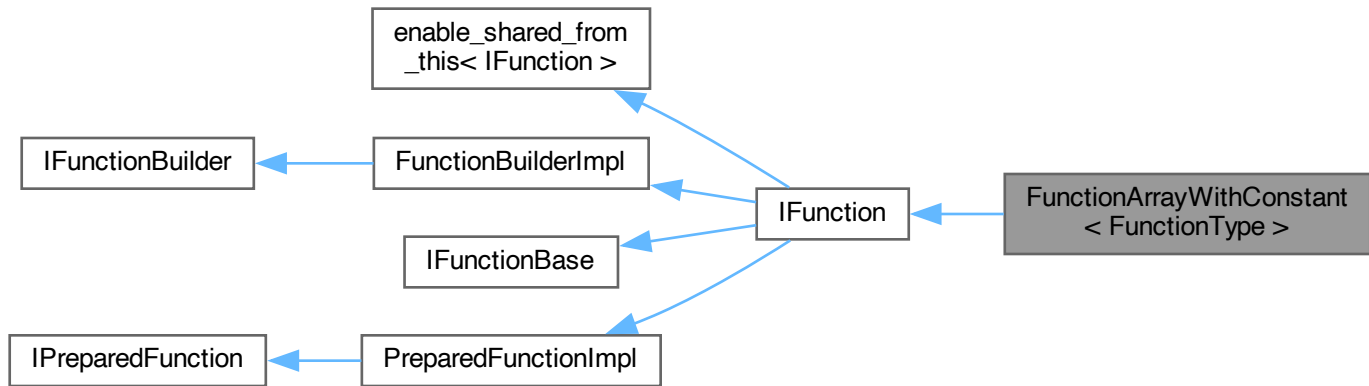 enable_shared_from
_this< IFunction >
IFunctionBuilder
FunctionBuilderImpl
IFunction
FunctionArrayWithConstant
< FunctionType >
IFunctionBase
IPreparedFunction
PreparedFunctionImpl